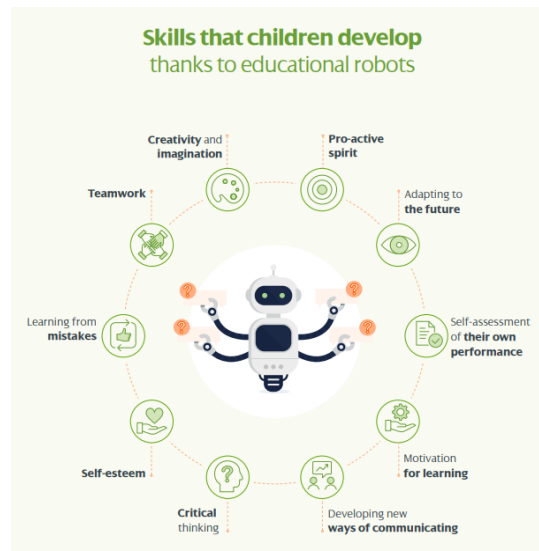 Skills that children develop
thanks to educational robots
Creativity and
imagination
Pro-active
spirit
Teamwork
Adapting to
the future
Learning from
mistakes
Self-assessment
of their own
performance
Self-esteem
Motivation
for learning
Critical
thinking
Developing new
ways of communicating
?
?
?
?
?